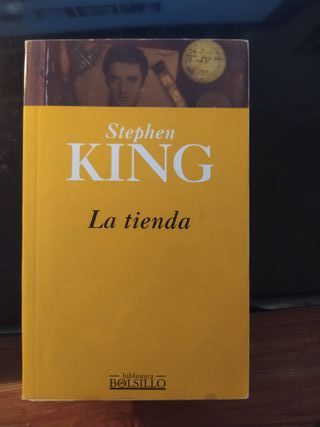 Stephen
KING
La tienda
biblioteca
BOLSILLO